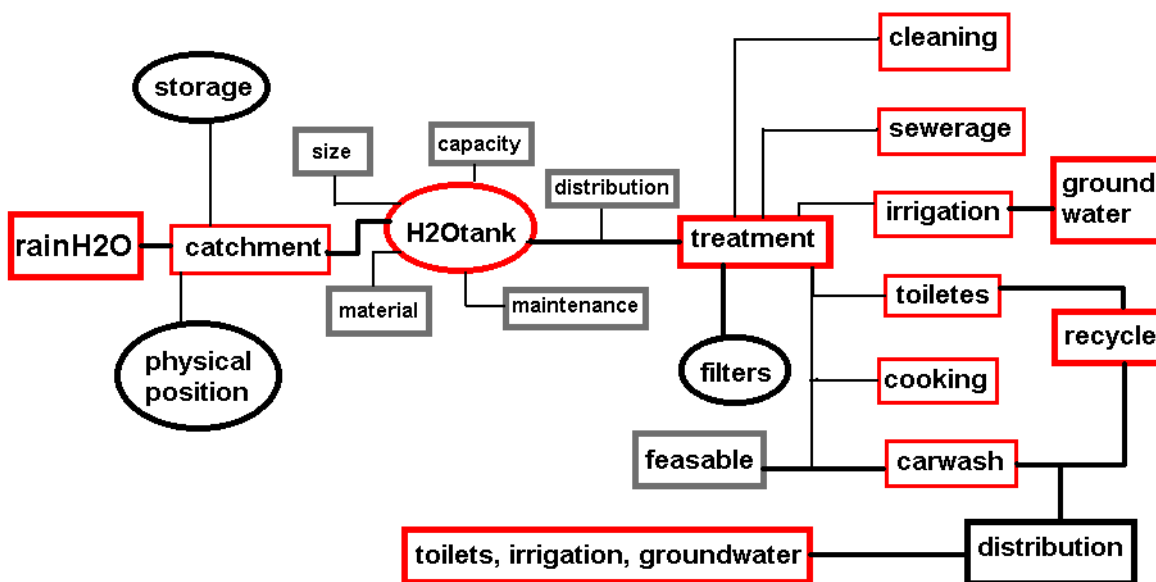 cleaning
storage
sewerage
size
capacity
distribution
ground
water
irrigation
rainH2O
catchment
H2Otank
treatment
material
maintenance
toiletes
recycle
physical
position
filters
cooking
feasable
carwash
toilets, irrigation, groundwater
distribution